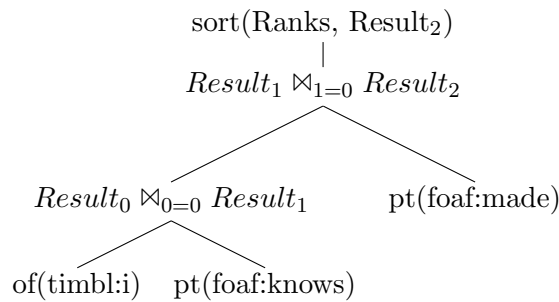 sort(Ranks, Result₂)
Result₁ ⋈₁₌₀ Result₂
Result₀ ⋈₀₌₀ Result₁ pt(foaf:made)
of(timbl:i) pt(foaf:knows)